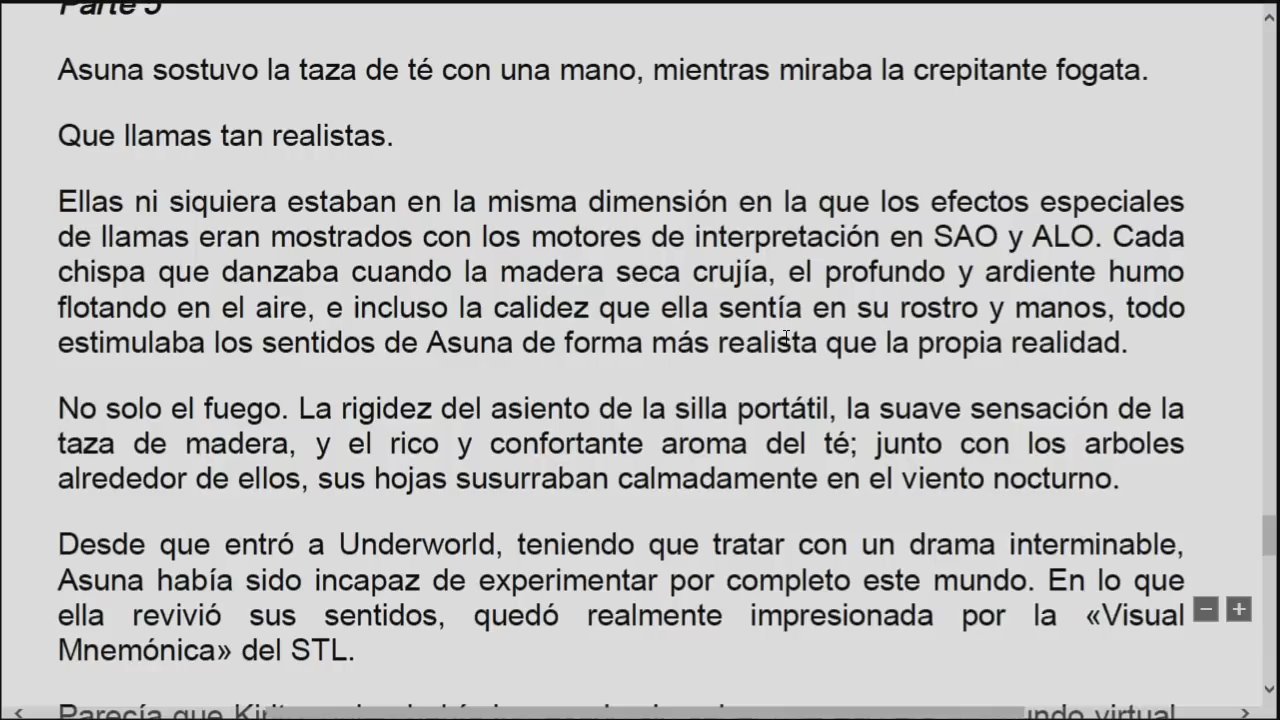 Parte 5
Asuna sostuvo la taza de té con una mano, mientras miraba la crepitante fogata.
Que llamas tan realistas.
Ellas ni siquiera estaban en la misma dimensión en la que los efectos especiales
de llamas eran mostrados con los motores de interpretación en SAO y ALO. Cada
chispa que danzaba cuando la madera seca crujía, el profundo y ardiente humo
flotando en el aire, e incluso la calidez que ella sentía en su rostro y manos, todo
estimulaba los sentidos de Asuna de forma más realista que la propia realidad.
No solo el fuego. La rigidez del asiento de la silla portátil, la suave sensación de la
taza de madera, y el rico y confortante aroma del té; junto con los arboles
alrededor de ellos, sus hojas susurraban calmadamente en el viento nocturno.
Desde que entró a Underworld, teniendo que tratar con un drama interminable,
Asuna había sido incapaz de experimentar por completo este mundo. En lo que
ella revivió sus sentidos, quedó realmente impresionada por la «Visual
Mnemónica» del STL.
Parecía que virtual